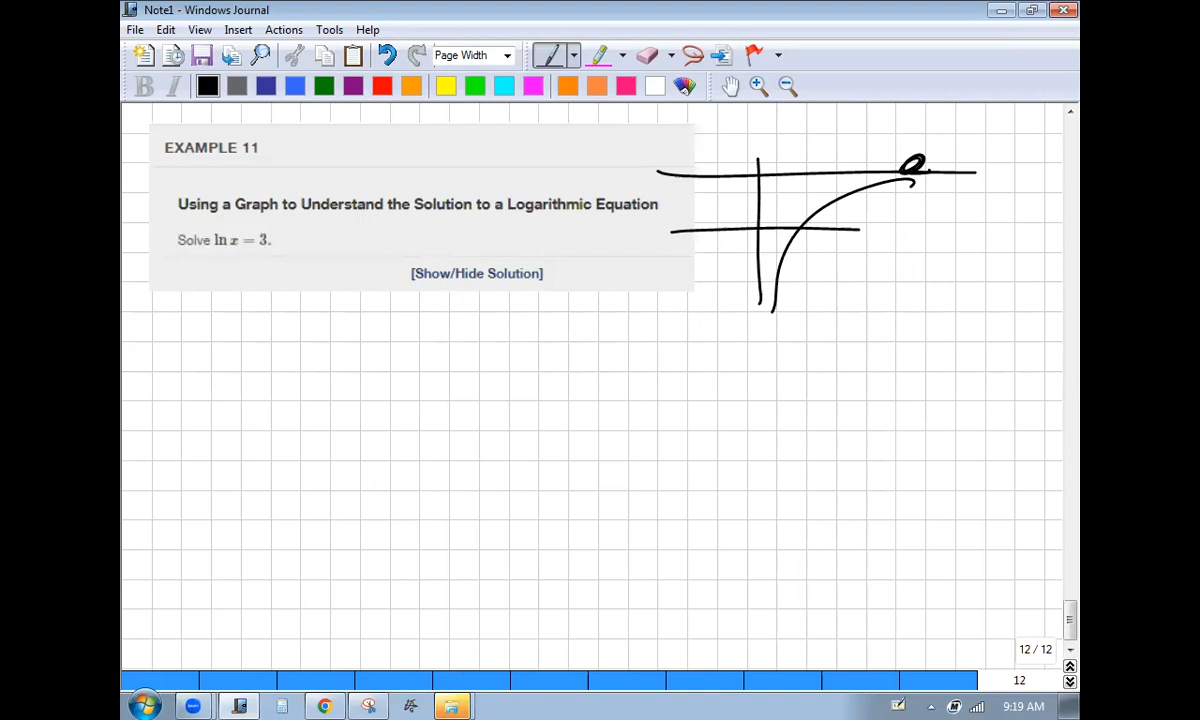 Note1 - Windows Journal
File Edit View Insert Actions Tools Help
Page Width
B I
EXAMPLE 11
Using a Graph to Understand the Solution to a Logarithmic Equation
Solve ln x = 3.
[Show/Hide Solution]
12 / 12
12
9:19 AM